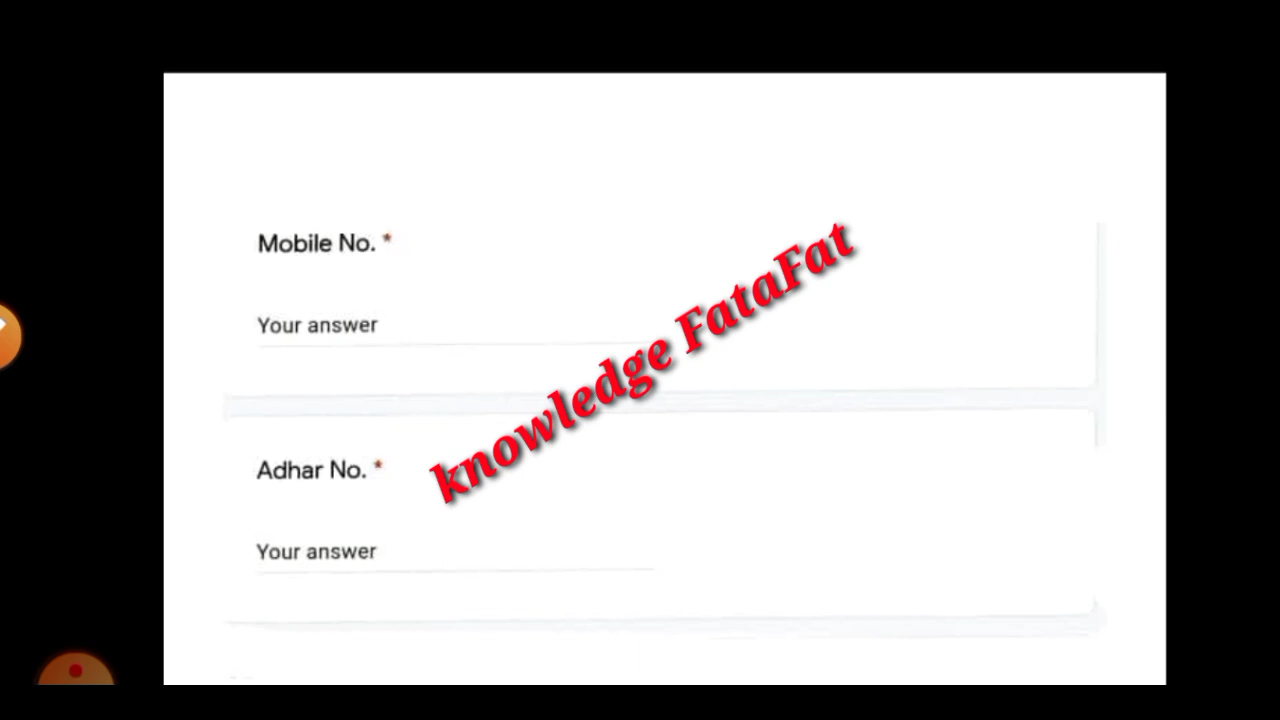 Mobile No. *
Your answer
knowledge FataFat
Adhar No. *
Your answer